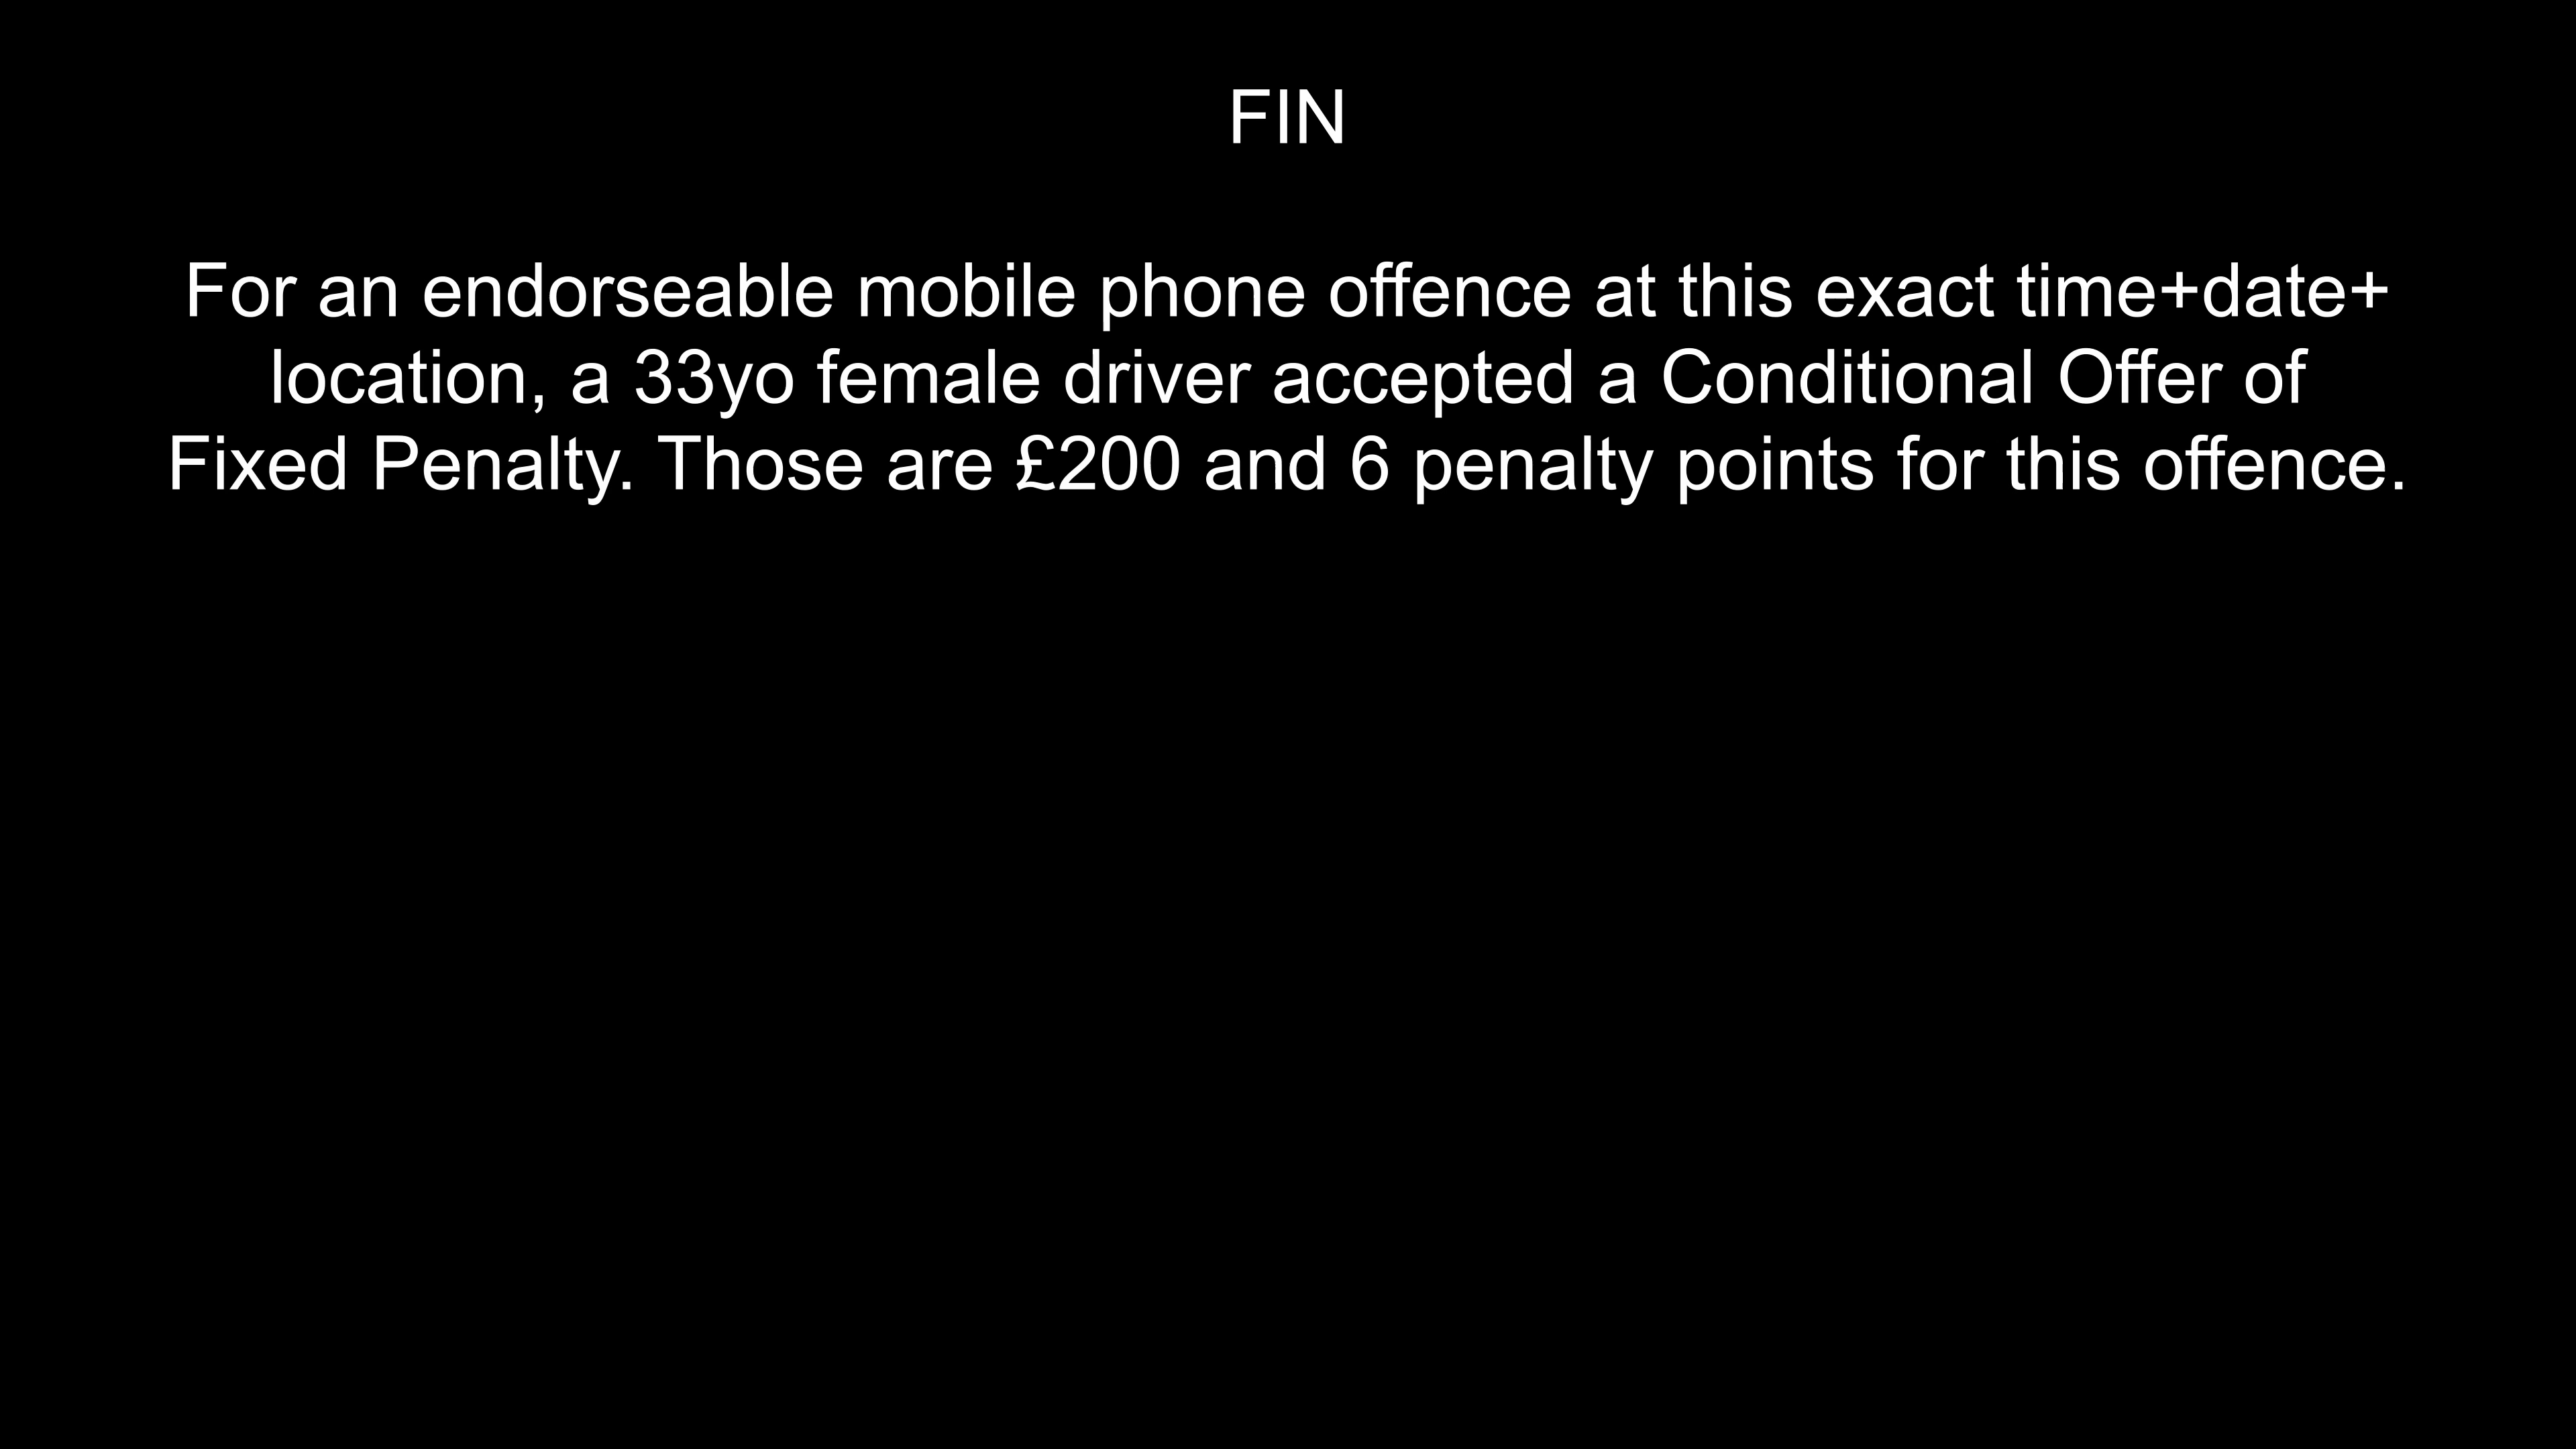 FIN
For an endorseable mobile phone offence at this exact time+date+
location, a 33yo female driver accepted a Conditional Offer of
Fixed Penalty. Those are £200 and 6 penalty points for this offence.